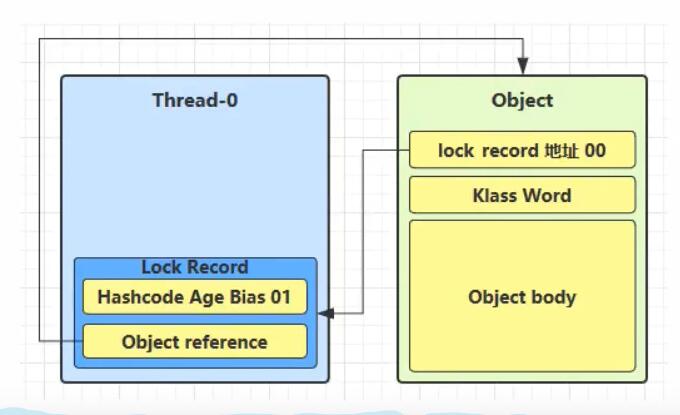 Thread-0
Lock Record
Hashcode Age Bias 01
Object reference
Object
lock record 地址 00
Klass Word
Object body